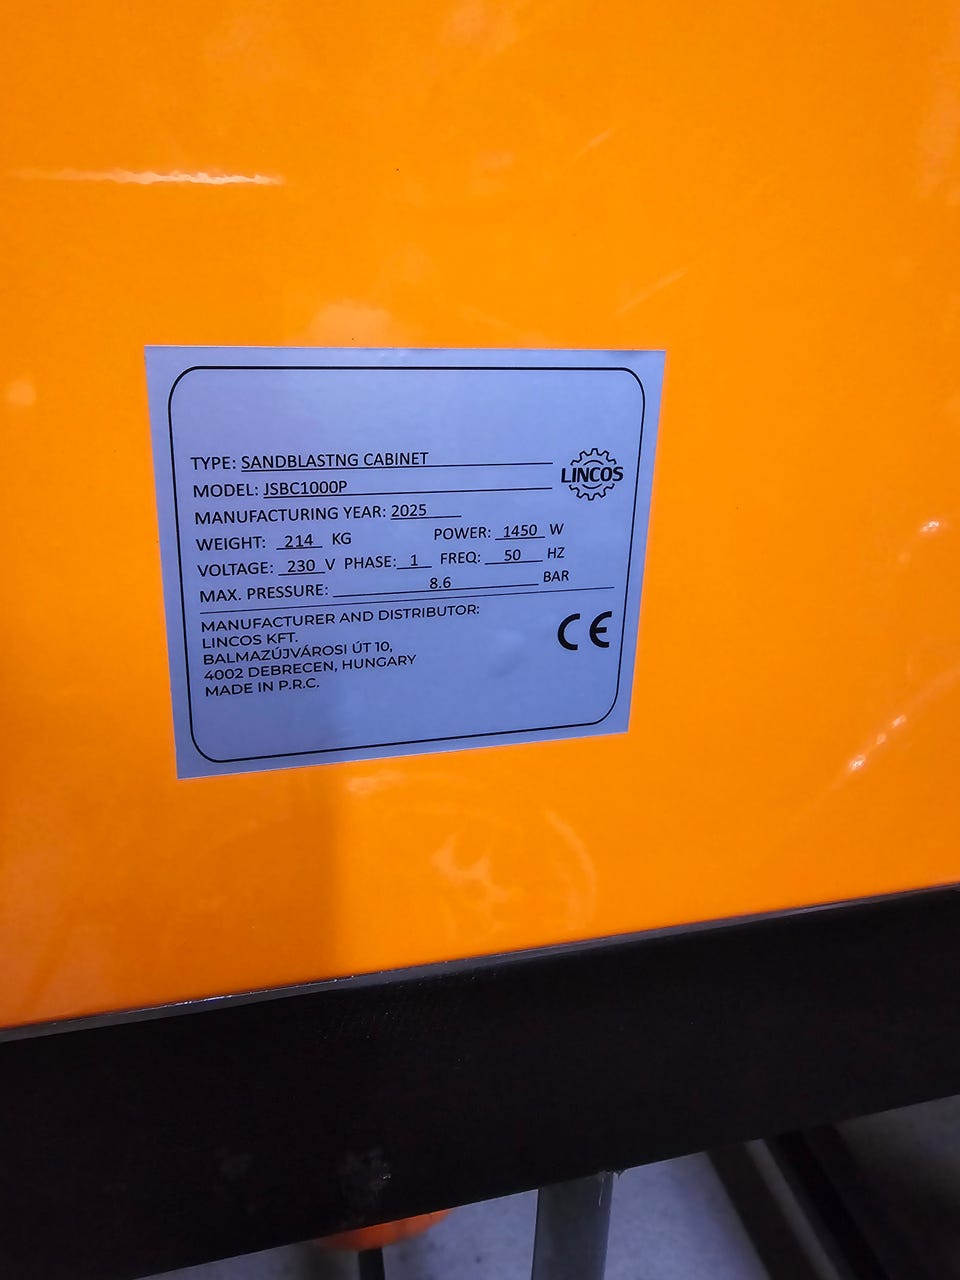 TYPE: SANDBLASTNG CABINET
LINCOS
MODEL: JSBC1000P
MANUFACTURING YEAR: 2025
WEIGHT: 214 KG POWER: 1450 W
VOLTAGE: 230 V PHASE: 1 FREQ: 50 HZ
MAX. PRESSURE: 8.6 BAR
MANUFACTURER AND DISTRIBUTOR:
LINCOS KFT.
BALMAZÚJVÁROSI ÚT 10,
4002 DEBRECEN, HUNGARY
MADE IN P.R.C.
CE